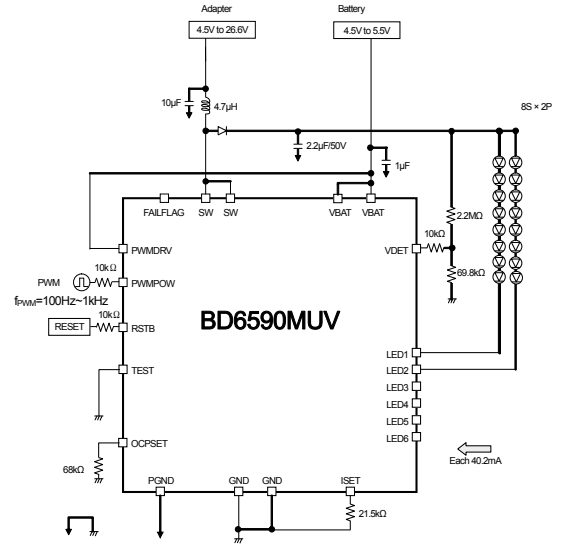 Adapter
Battery
4.5V to 26.6V
4.5V to 5.5V
10µF
4.7µH
8S × 2P
2.2µF/50V
1µF
FAILFLAG
SW
SW
VBAT
VBAT
2.2MΩ
PWMDRV
VDET
10kΩ
PWM
10kΩ
PWMPOW
69.8kΩ
fPWM=100Hz~1kHz
10kΩ
RESET
RSTB
BD6590MUV
LED1
TEST
LED2
LED3
LED4
LED5
OCPSET
LED6
Each 40.2mA
68kΩ
PGND
GND
GND
ISET
21.5kΩ